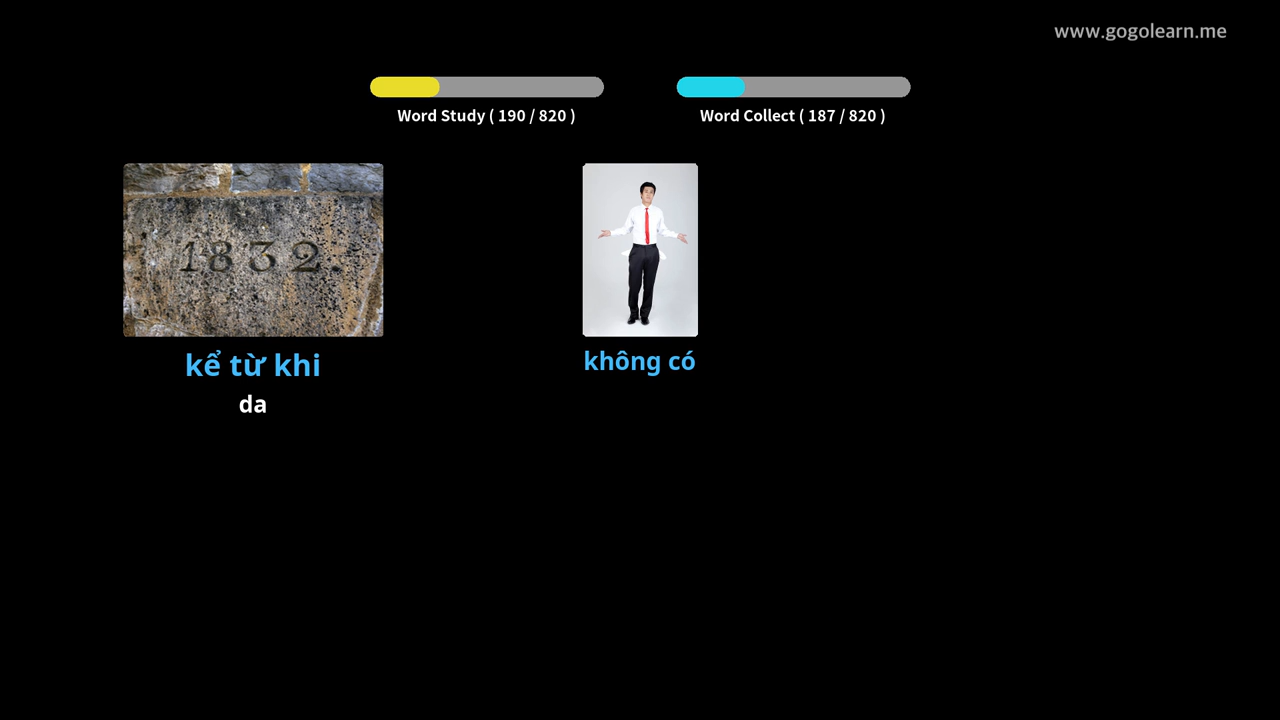 www.gogolearn.me
Word Study ( 190 / 820 )
Word Collect ( 187 / 820 )
1832.
kể từ khi
da
không có